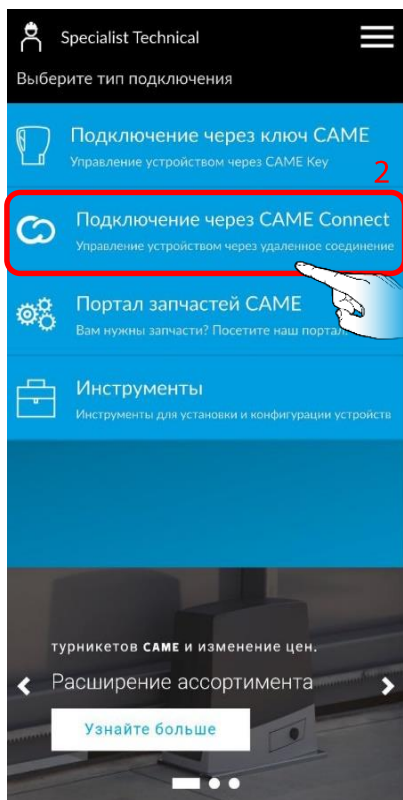 Specialist Technical
Выберите тип подключения
Подключение через ключ CAME
Управление устройством через CAME Key
2
Подключение через CAME Connect
Управление устройством через удаленное соединение
Портал запчастей CAME
Вам нужны запчасти? Посетите наш портал
Инструменты
Инструменты для установки и конфигурации устройств
турникетов CAME и изменение цен.
Расширение ассортимента
Узнайте больше